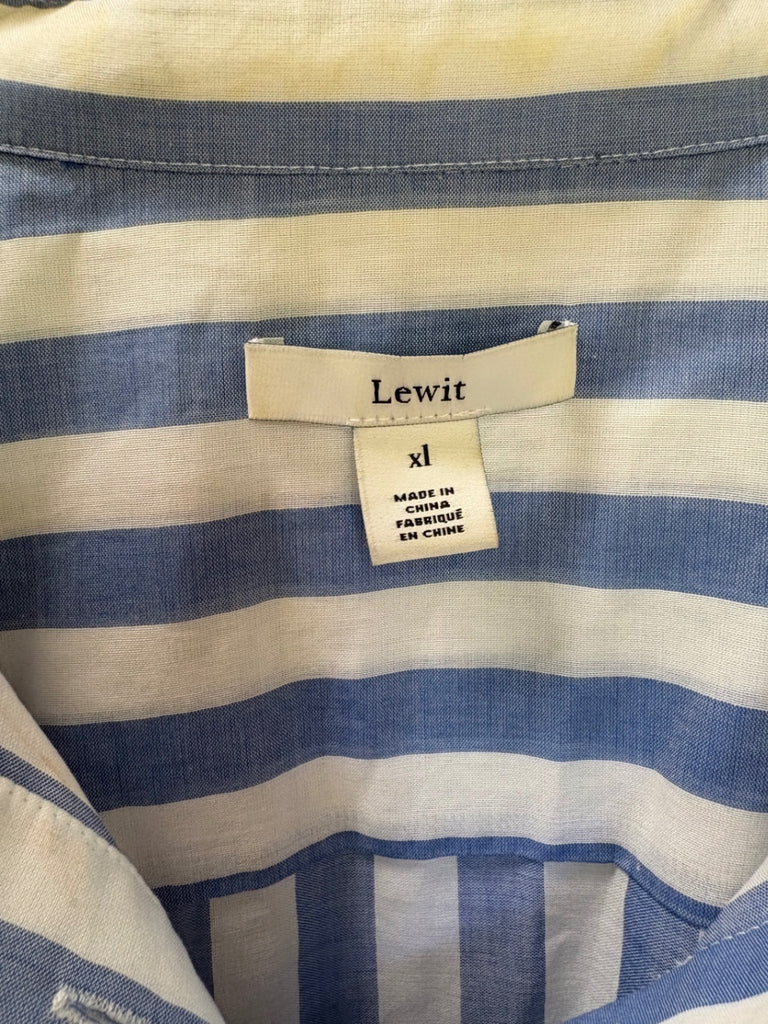 Lewit
xl
MADE IN
CHINA
FABRIQUÉ
EN CHINE